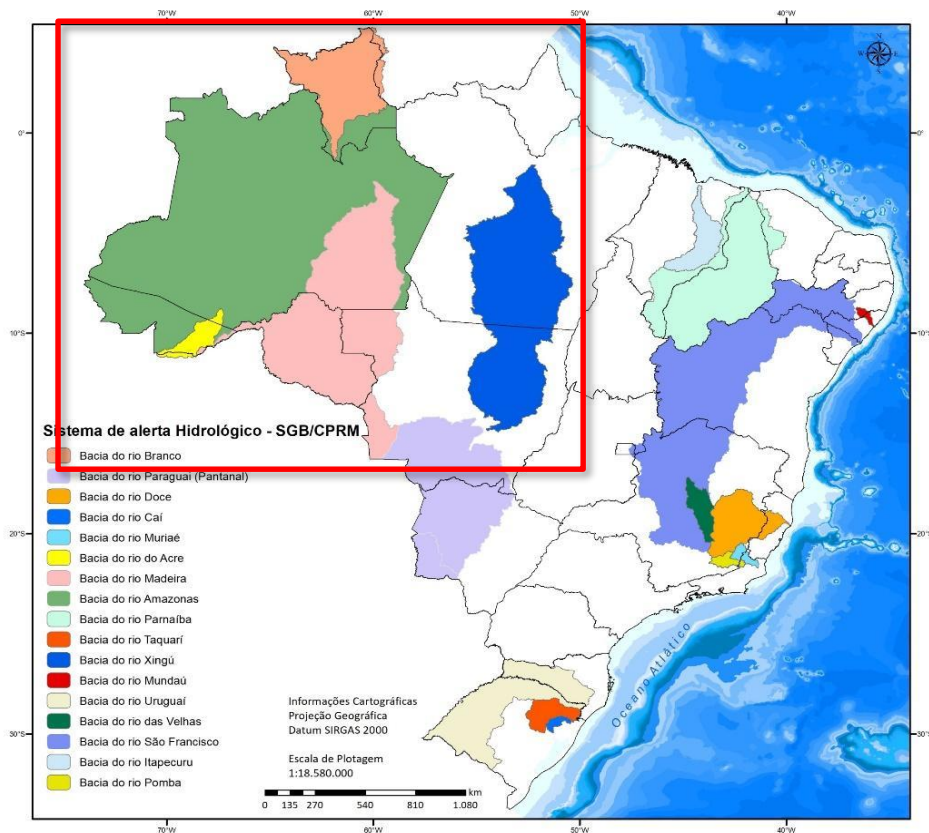 70°W 60°W 50°W 40°W
N
W E
S
0° 0°
10°S 10°S
20°S 20°S
30°S 30°S
Sistema de alerta Hidrológico - SGB/CPRM
Bacia do rio Branco
Bacia do rio Paraguai (Pantanal)
Bacia do rio Doce
Bacia do rio Caí
Bacia do rio Muriaé
Bacia do rio do Acre
Bacia do rio Madeira
Bacia do rio Amazonas
Bacia do rio Parnaíba
Bacia do rio Taquarí
Bacia do rio Xingú
Bacia do rio Mundaú
Bacia do rio Uruguaí
Bacia do rio das Velhas
Bacia do rio São Francisco
Bacia do rio Itapecuru
Bacia do rio Pomba
Informações Cartográficas
Projeção Geográfica
Datum SIRGAS 2000
Escala de Plotagem
1:18.580.000
km
0 135 270 540 810 1.080
Oceano Atlático
70°W 60°W 50°W 40°W